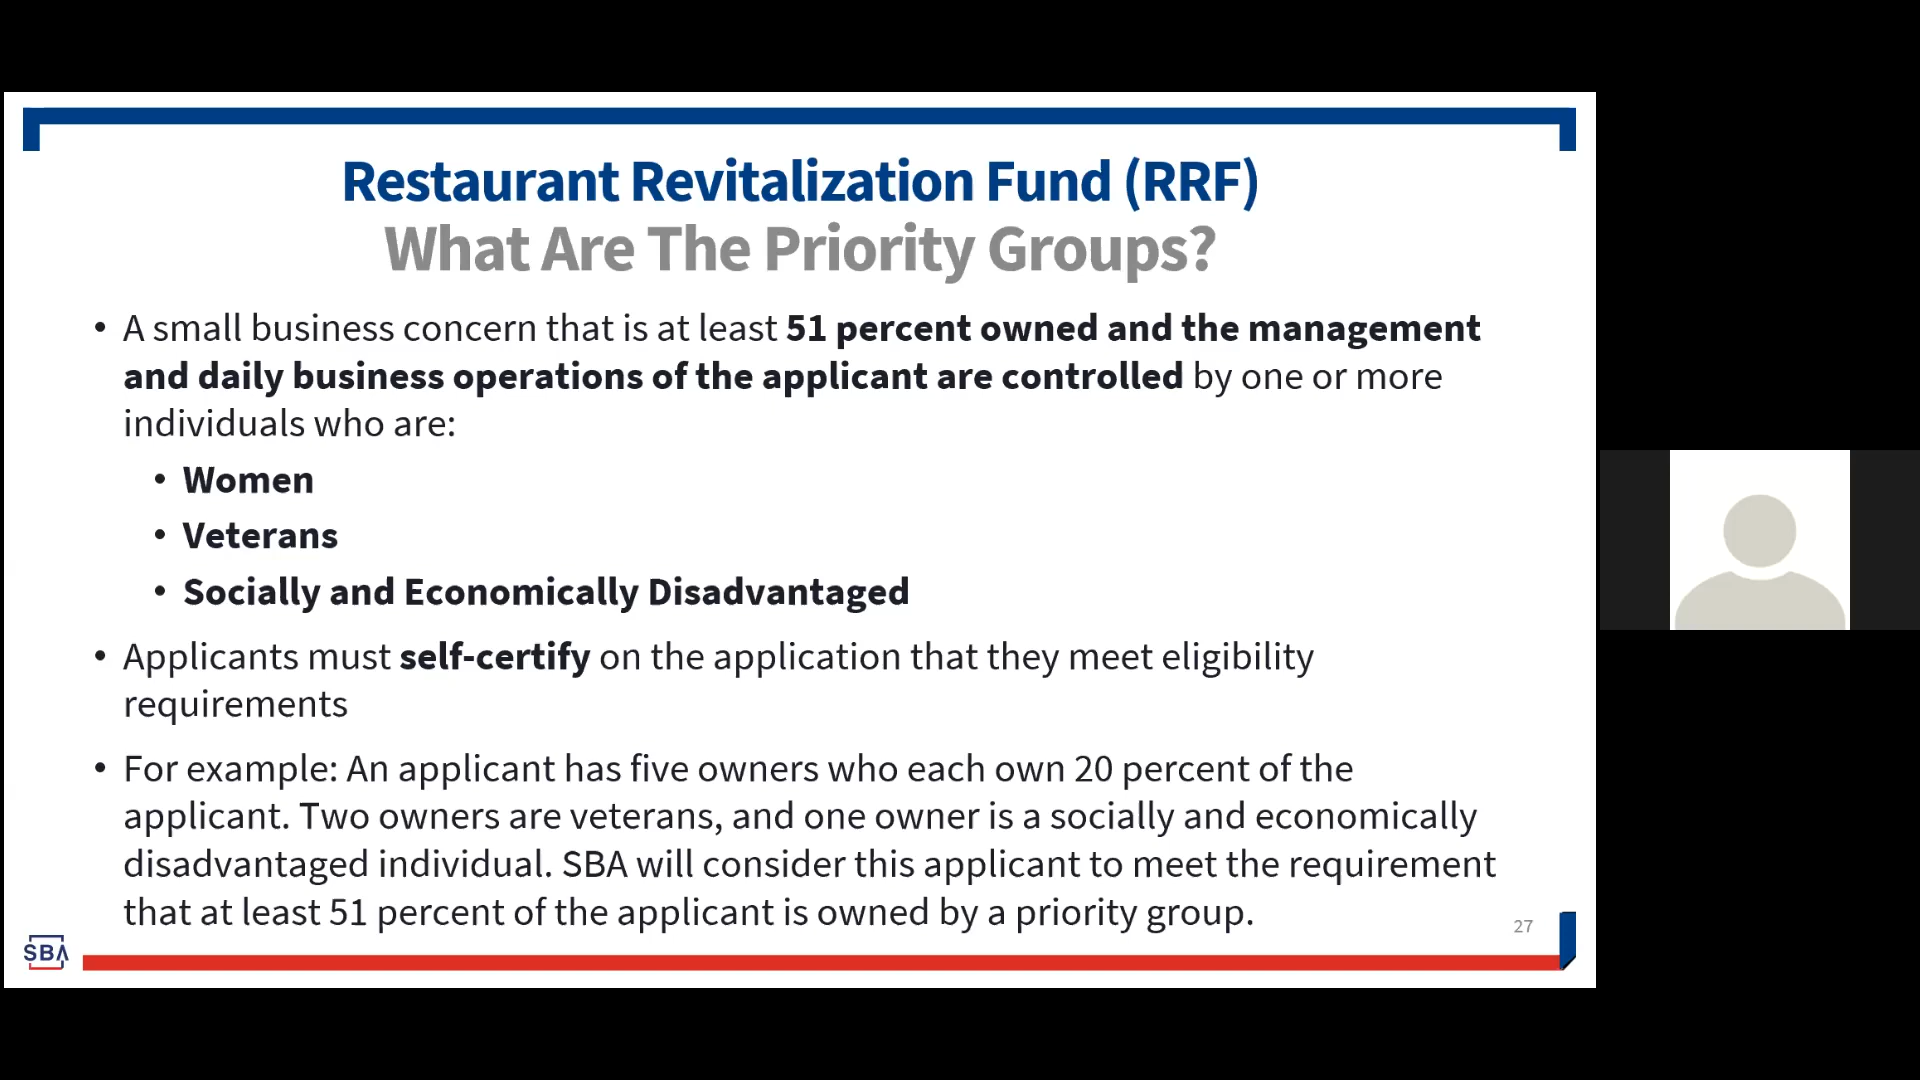 Restaurant Revitalization Fund (RRF)
What Are The Priority Groups?
• A small business concern that is at least 51 percent owned and the management
and daily business operations of the applicant are controlled by one or more
individuals who are:
• Women
• Veterans
• Socially and Economically Disadvantaged
• Applicants must self-certify on the application that they meet eligibility
requirements
• For example: An applicant has five owners who each own 20 percent of the
applicant. Two owners are veterans, and one owner is a socially and economically
disadvantaged individual. SBA will consider this applicant to meet the requirement
that at least 51 percent of the applicant is owned by a priority group.
27
SBA